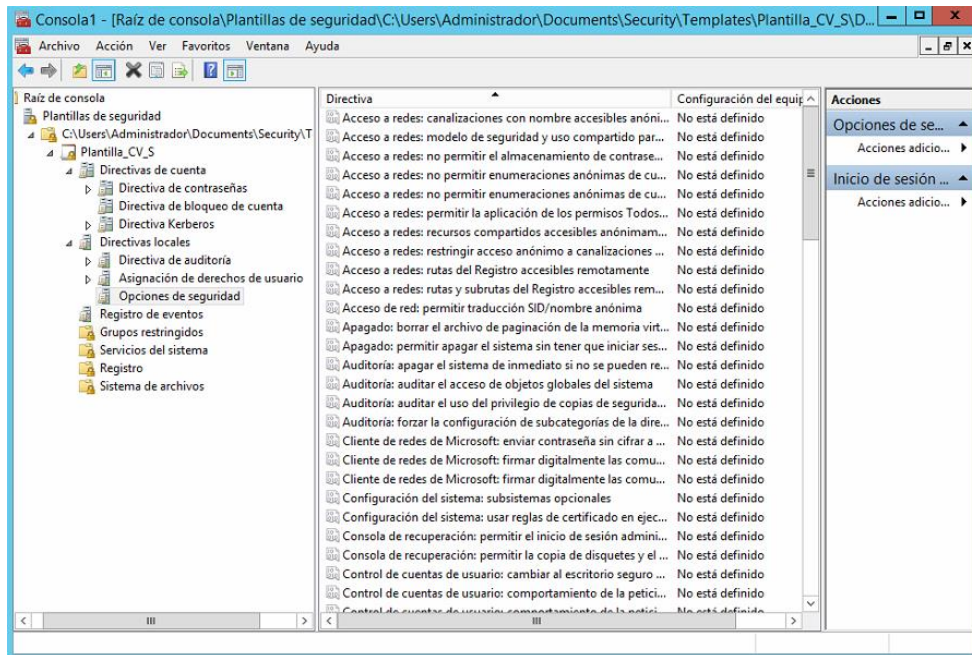 Consola1 - [Raíz de consola\Plantillas de seguridad\C:\Users\Administrador\Documents\Security\Templates\Plantilla_CV_S\D...
Archivo Acción Ver Favoritos Ventana Ayuda
Raíz de consola
Plantillas de seguridad
C:\Users\Administrador\Documents\Security\T
Plantilla_CV_S
Directivas de cuenta
Directiva de contraseñas
Directiva de bloqueo de cuenta
Directiva Kerberos
Directivas locales
Directiva de auditoría
Asignación de derechos de usuario
Opciones de seguridad
Registro de eventos
Grupos restringidos
Servicios del sistema
Registro
Sistema de archivos
Directiva Configuración del equip
Acceso a redes: canalizaciones con nombre accesibles anóni... No está definido
Acceso a redes: modelo de seguridad y uso compartido par... No está definido
Acceso a redes: no permitir el almacenamiento de contrase... No está definido
Acceso a redes: no permitir enumeraciones anónimas de cu... No está definido
Acceso a redes: no permitir enumeraciones anónimas de cu... No está definido
Acceso a redes: permitir la aplicación de los permisos Todos... No está definido
Acceso a redes: recursos compartidos accesibles anónimam... No está definido
Acceso a redes: restringir acceso anónimo a canalizaciones ... No está definido
Acceso a redes: rutas del Registro accesibles remotamente No está definido
Acceso a redes: rutas y subrutas del Registro accesibles rem... No está definido
Acceso de red: permitir traducción SID/nombre anónima No está definido
Apagado: borrar el archivo de paginación de la memoria virt... No está definido
Apagado: permitir apagar el sistema sin tener que iniciar ses... No está definido
Auditoría: apagar el sistema de inmediato si no se pueden re... No está definido
Auditoría: auditar el acceso de objetos globales del sistema No está definido
Auditoría: auditar el uso del privilegio de copias de segurida... No está definido
Auditoría: forzar la configuración de subcategorías de la dire... No está definido
Cliente de redes de Microsoft: enviar contraseña sin cifrar a ... No está definido
Cliente de redes de Microsoft: firmar digitalmente las comu... No está definido
Cliente de redes de Microsoft: firmar digitalmente las comu... No está definido
Configuración del sistema: subsistemas opcionales No está definido
Configuración del sistema: usar reglas de certificado en ejec... No está definido
Consola de recuperación: permitir el inicio de sesión admini... No está definido
Consola de recuperación: permitir la copia de disquetes y el ... No está definido
Control de cuentas de usuario: cambiar al escritorio seguro ... No está definido
Control de cuentas de usuario: comportamiento de la petici... No está definido
Control de cuentas de usuario: comportamiento de la petici... No está definido
Acciones
Opciones de se...
Acciones adicio...
Inicio de sesión ...
Acciones adicio...